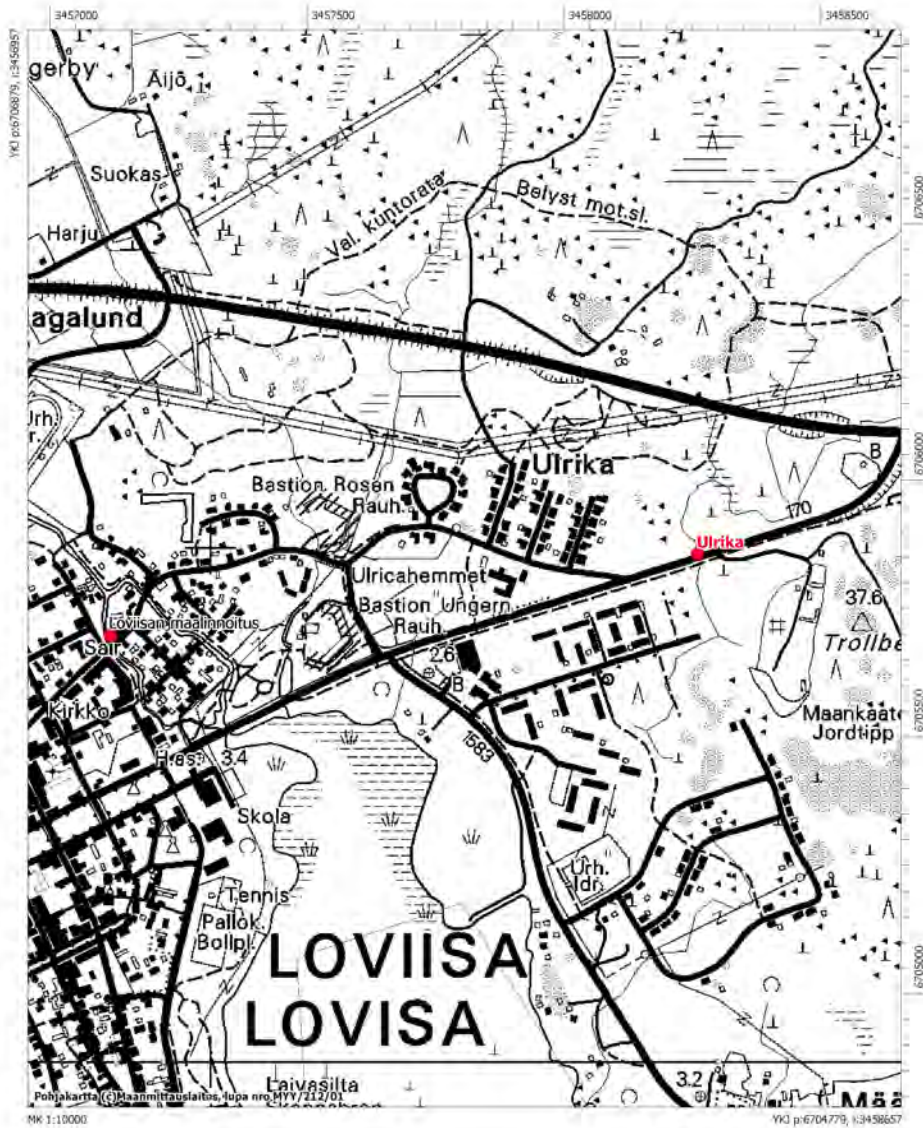 3457000
3457500
3458000
3458500
YKJ p:6706879, i:3456957
gerby
Äijö
Suokas
Harju
Val. kuntorata
Belyst mot.sl.
6706500
agalund
Urh.
r.
Ulrika
B
6706000
Bastion Rosen
Rauh.
170
Ulrika
Ulricahemmet
Bastion Ungern
Rauh.
37.6
Loviisan maalinnoitus
Sair.
2.6
B
Trollbe
Kirkko
Maankaato
Jordtipp
6705500
1583
H.as.
3.4
Skola
Urh.
Idr.
Tennis
Pallok.
Bollpl.
LOVIISA
LOVISA
6705000
Laivasilta
3.2
Pohjakartta (c)Maanmittauslaitus, lupa nro MYY/212/01
MK 1:10000
YKJ p:6704779, i:3458657